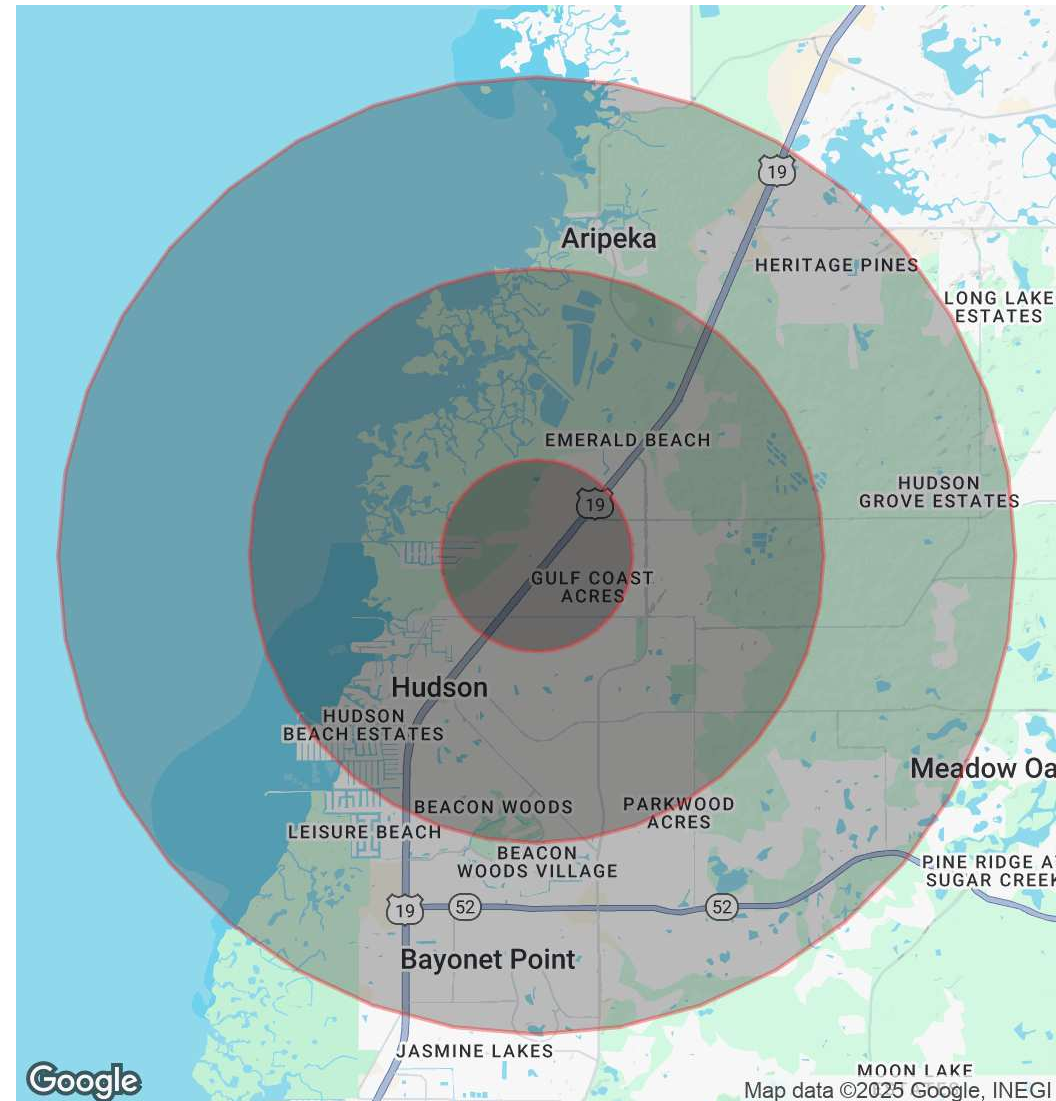 19
Aripeka
HERITAGE PINES
LONG LAKE
ESTATES
EMERALD BEACH
HUDSON
GROVE ESTATES
19
GULF COAST
ACRES
Hudson
HUDSON
BEACH ESTATES
Meadow Oa
BEACON WOODS
PARKWOOD
ACRES
LEISURE BEACH
BEACON
WOODS VILLAGE
PINE RIDGE AT
SUGAR CREEK
19
52
52
Bayonet Point
JASMINE LAKES
MOON LAKE
Google
Map data ©2025 Google, INEGI